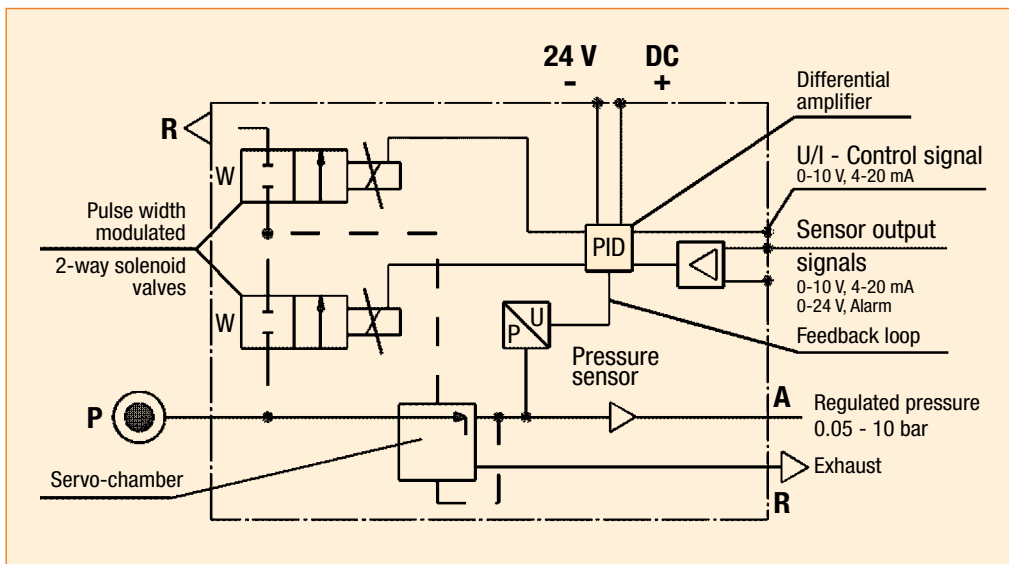 24 V DC
- +
Differential
amplifier
R
U/I - Control signal
0-10 V, 4-20 mA
W
Pulse width
modulated
2-way solenoid
valves
PID
Sensor output
signals
0-10 V, 4-20 mA
0-24 V, Alarm
W
P U
Feedback loop
Pressure
sensor
P
A
Regulated pressure
0.05 - 10 bar
Servo-chamber
Exhaust
R